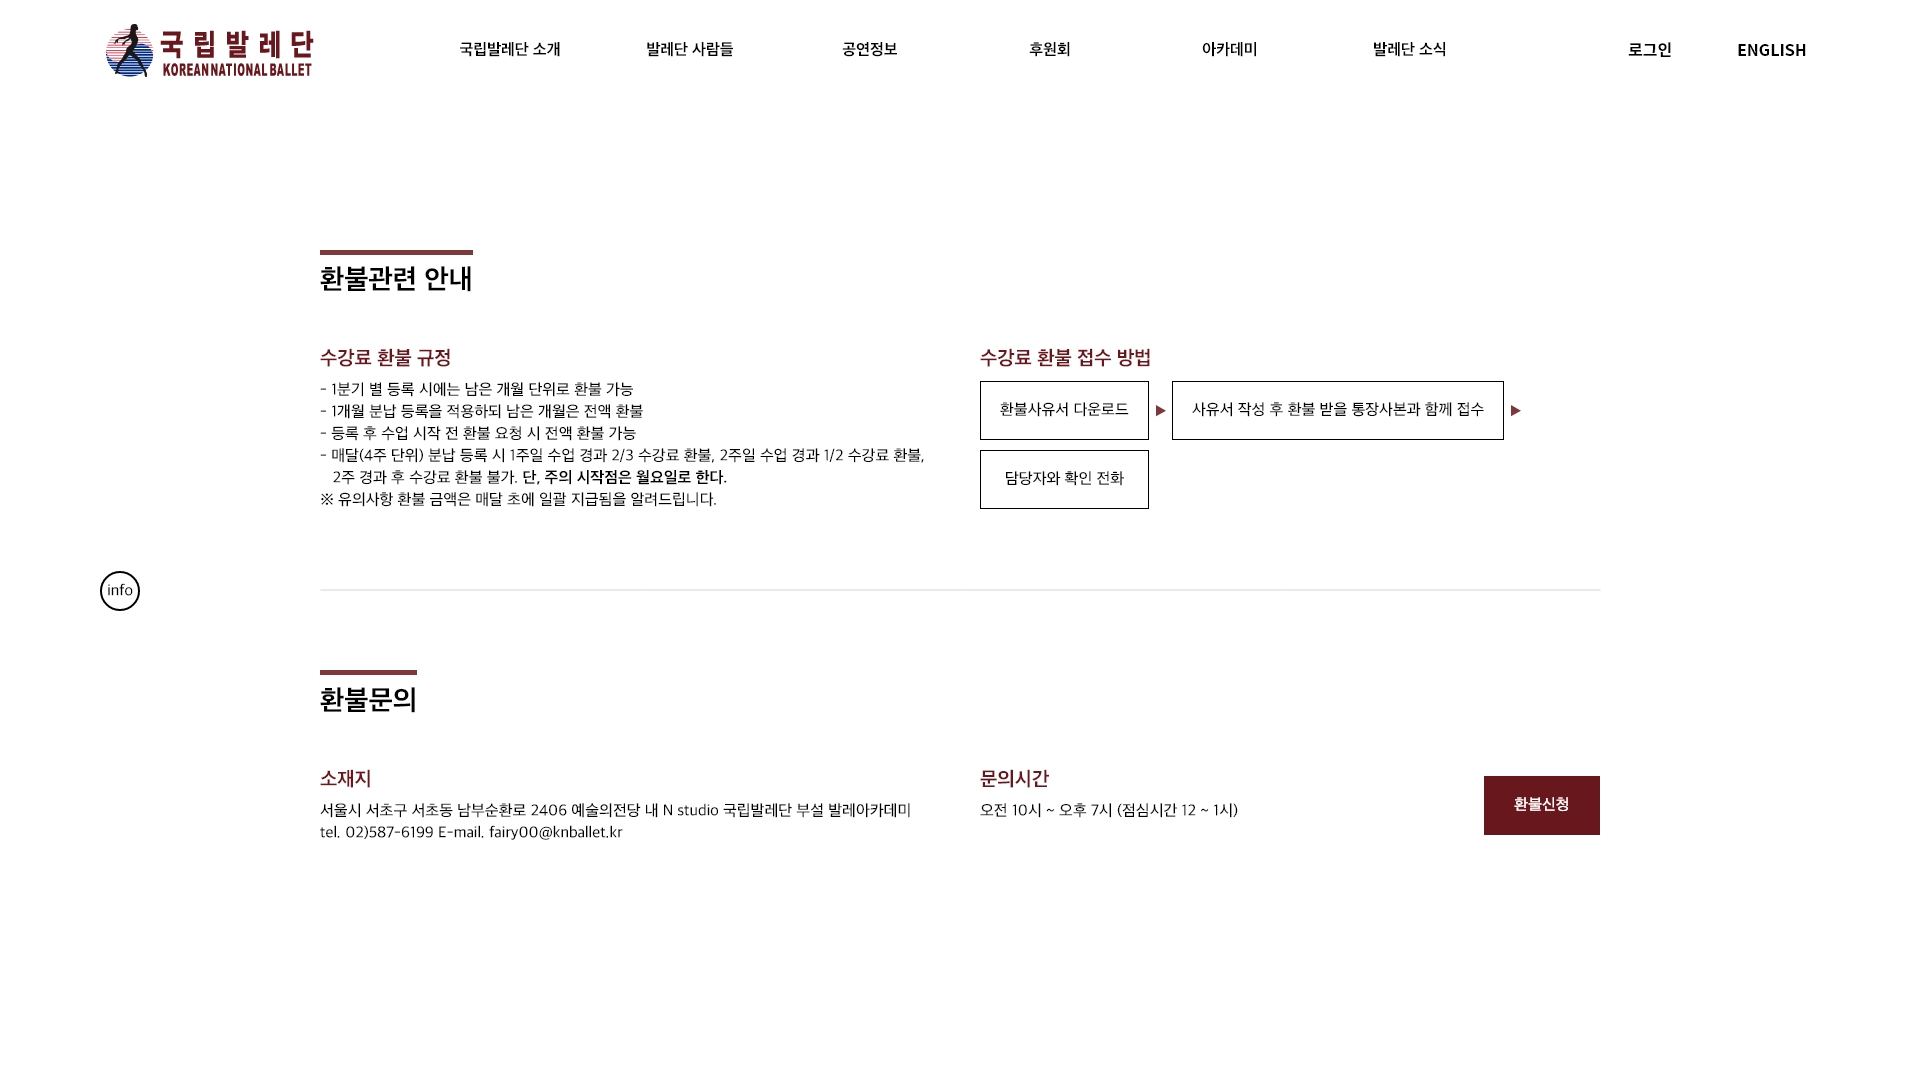 국립발레단
KOREAN NATIONAL BALLET
국립발레단 소개
발레단 사람들
공연정보
후원회
아카데미
발레단 소식
로그인
ENGLISH
환불관련 안내
수강료 환불 규정
- 1분기 별 등록 시에는 남은 개월 단위로 환불 가능
- 1개월 분납 등록을 적용하되 남은 개월은 전액 환불
- 등록 후 수업 시작 전 환불 요청 시 전액 환불 가능
- 매달(4주 단위) 분납 등록 시 1주일 수업 경과 2/3 수강료 환불, 2주일 수업 경과 1/2 수강료 환불,
2주 경과 후 수강료 환불 불가. 단, 주의 시작점은 월요일로 한다.
※ 유의사항 환불 금액은 매달 초에 일괄 지급됨을 알려드립니다.
수강료 환불 접수 방법
환불사유서 다운로드
사유서 작성 후 환불 받을 통장사본과 함께 접수
담당자와 확인 전화
info
환불문의
소재지
서울시 서초구 서초동 남부순환로 2406 예술의전당 내 N studio 국립발레단 부설 발레아카데미
tel. 02)587-6199 E-mail. fairy00@knballet.kr
문의시간
오전 10시 ~ 오후 7시 (점심시간 12 ~ 1시)
환불신청